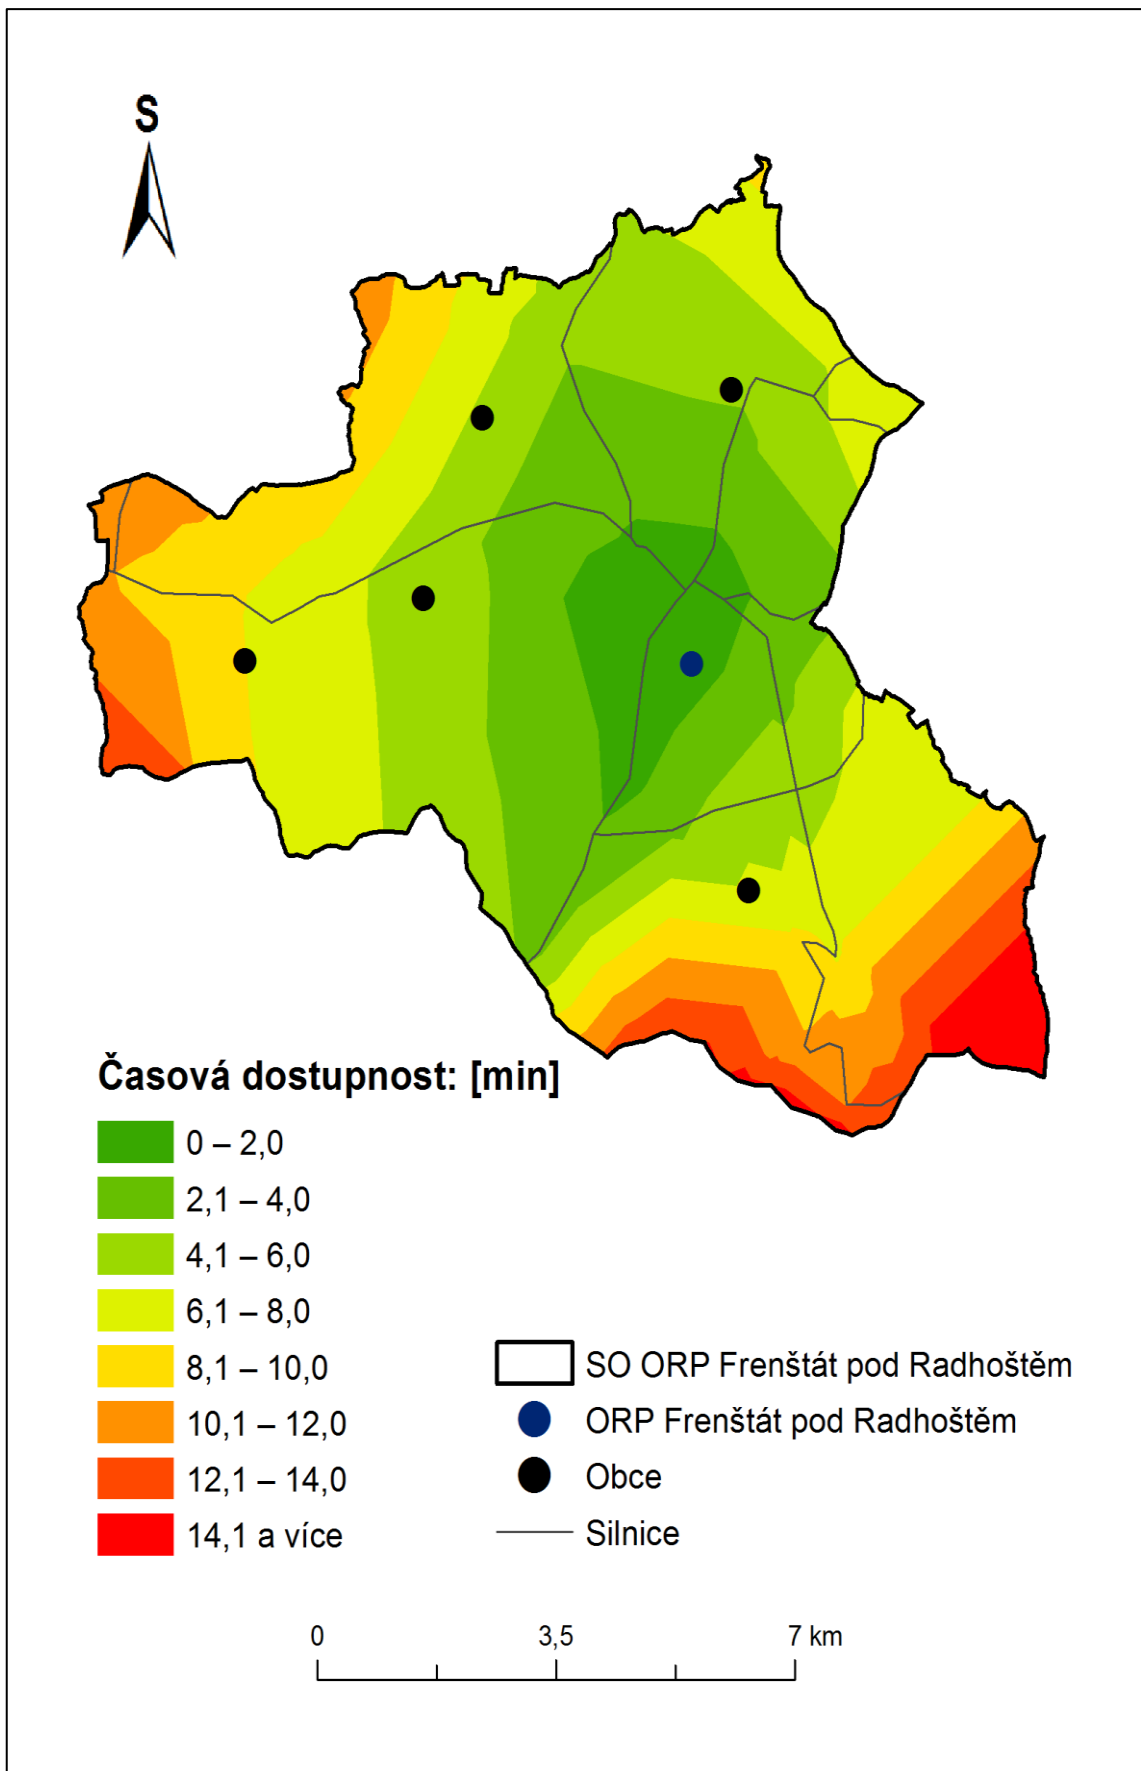 S
Časová dostupnost: [min]
0 – 2,0
2,1 – 4,0
4,1 – 6,0
6,1 – 8,0
8,1 – 10,0
10,1 – 12,0
12,1 – 14,0
14,1 a více
SO ORP Frenštát pod Radhoštěm
ORP Frenštát pod Radhoštěm
Obce
Silnice
0 3,5 7 km